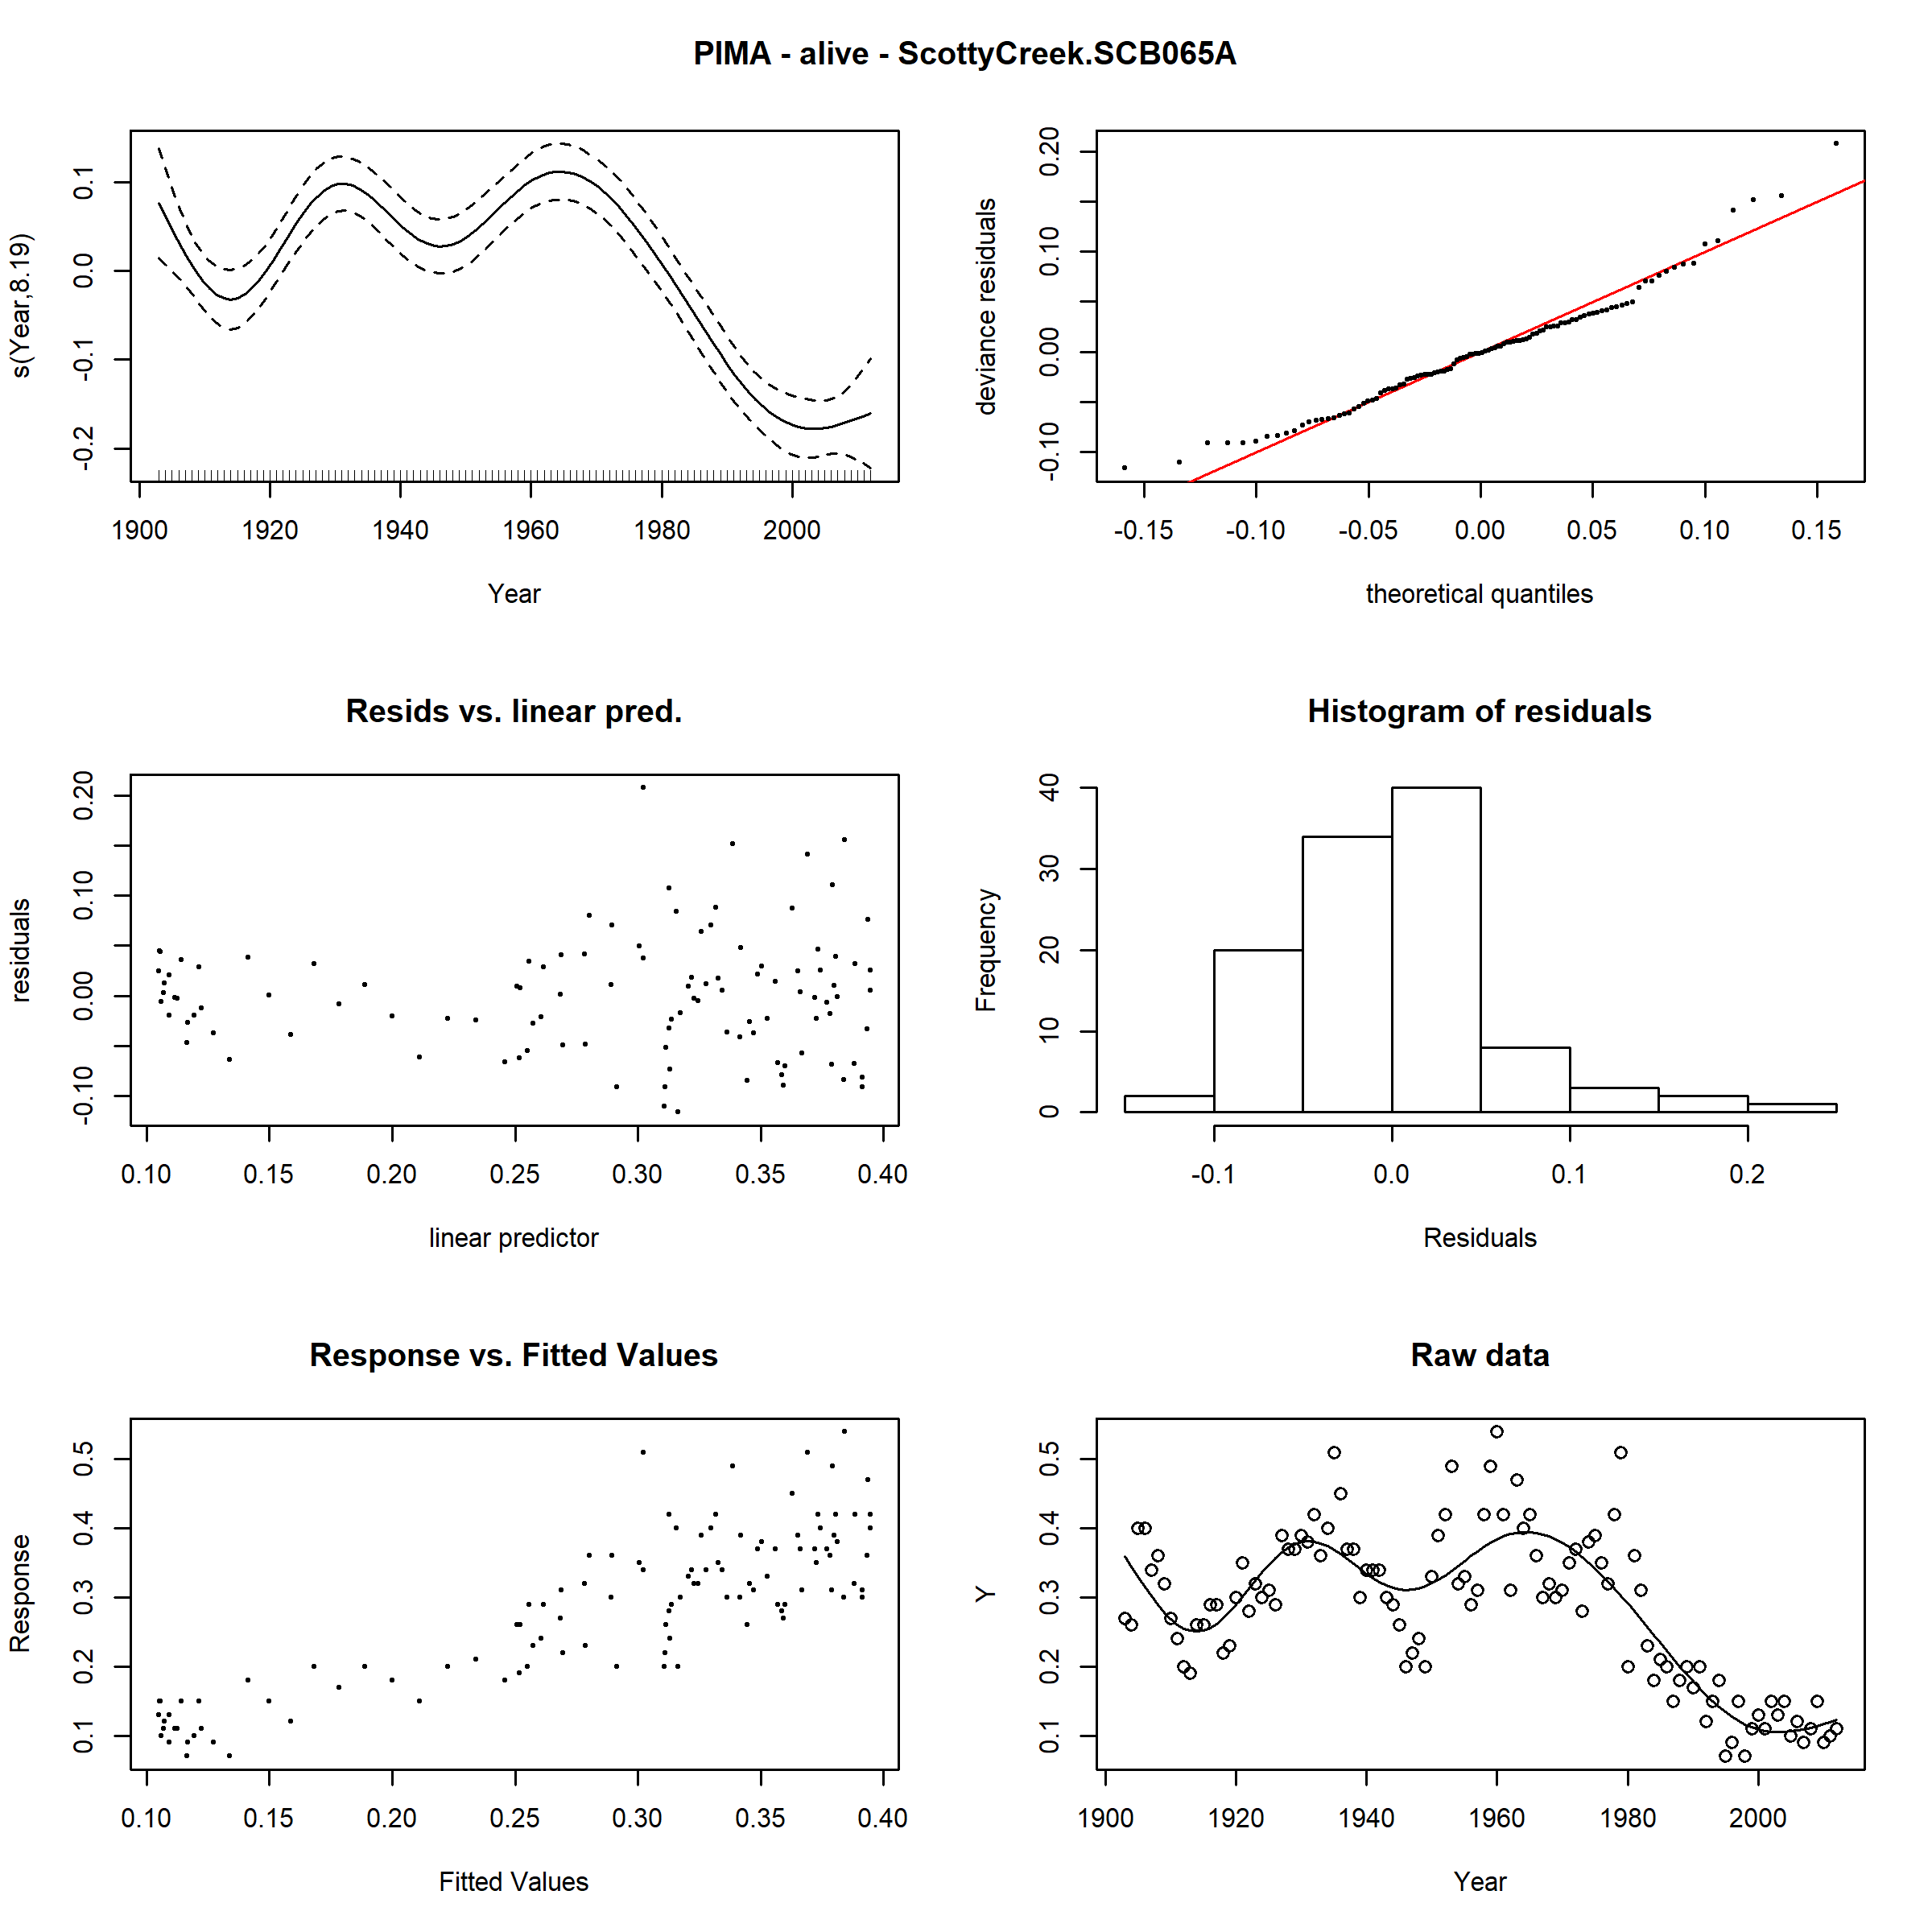 PIMA - alive - ScottyCreek.SCB065A
s(Year,8.19)
0.1
0.0
-0.1
-0.2
1900 1920 1940 1960 1980 2000
Year
deviance residuals
0.20
0.10
0.00
-0.10
-0.15 -0.10 -0.05 0.00 0.05 0.10 0.15
theoretical quantiles
Resids vs. linear pred.
residuals
0.20
0.10
0.00
-0.10
0.10 0.15 0.20 0.25 0.30 0.35 0.40
linear predictor
Histogram of residuals
Frequency
40
30
20
10
0
-0.1 0.0 0.1 0.2
Residuals
Response vs. Fitted Values
Response
0.5
0.4
0.3
0.2
0.1
0.10 0.15 0.20 0.25 0.30 0.35 0.40
Fitted Values
Raw data
Y
0.5
0.4
0.3
0.2
0.1
1900 1920 1940 1960 1980 2000
Year